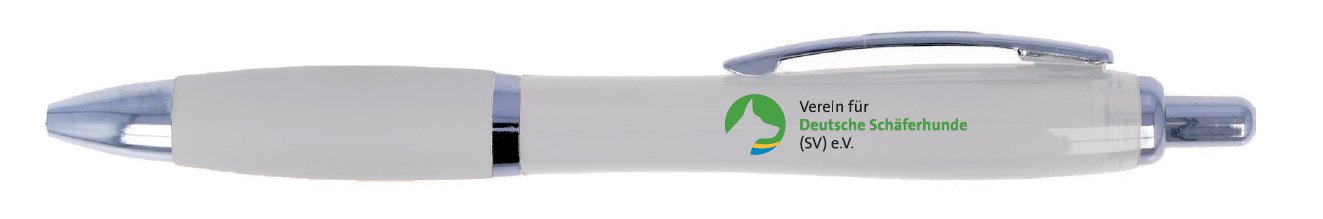 Verein für
Deutsche Schäferhunde
(SV) e.V.